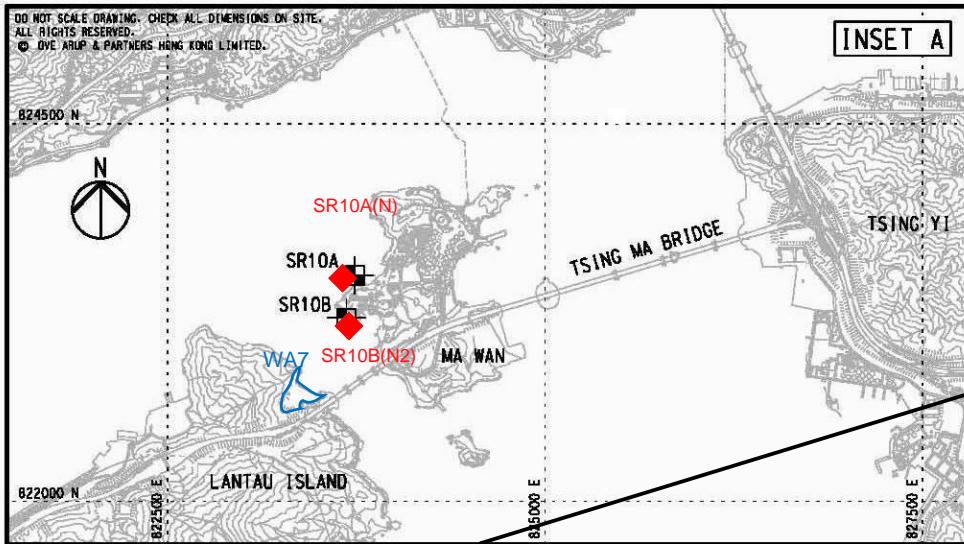 DO NOT SCALE DRAWING. CHECK ALL DIMENSIONS ON SITE.
ALL RIGHTS RESERVED.
© OVE ARUP & PARTNERS HENG KONG LIMITED.
INSET A
824500 N
N
SR10A(N)
TSING YI
TSING MA BRIDGE
SR10A
SR10B
SR10B(N2)
MA WAN
WA7
LANTAU ISLAND
822000 N
822500 E
825000 E
827500 E